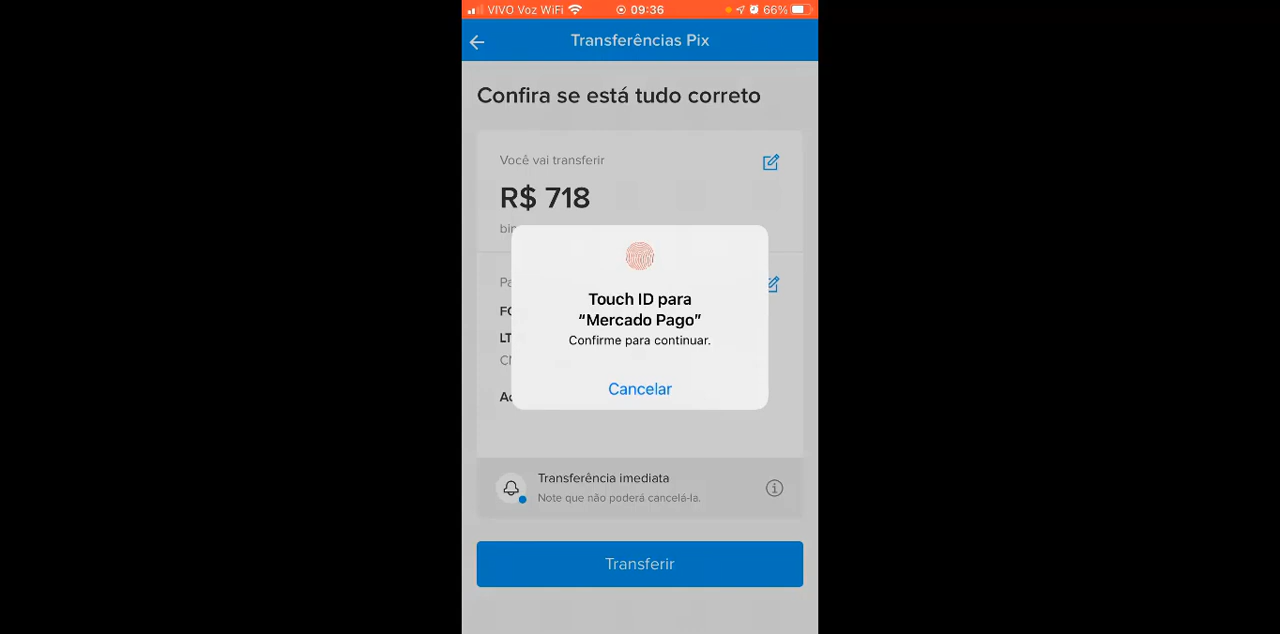 VIVO Voz WiFi 09:36 66%
Transferências Pix
Confira se está tudo correto
Você vai transferir
R$ 718
Touch ID para
“Mercado Pago”
Confirme para continuar.
Cancelar
Transferência imediata
Note que não poderá cancelá-la.
Transferir